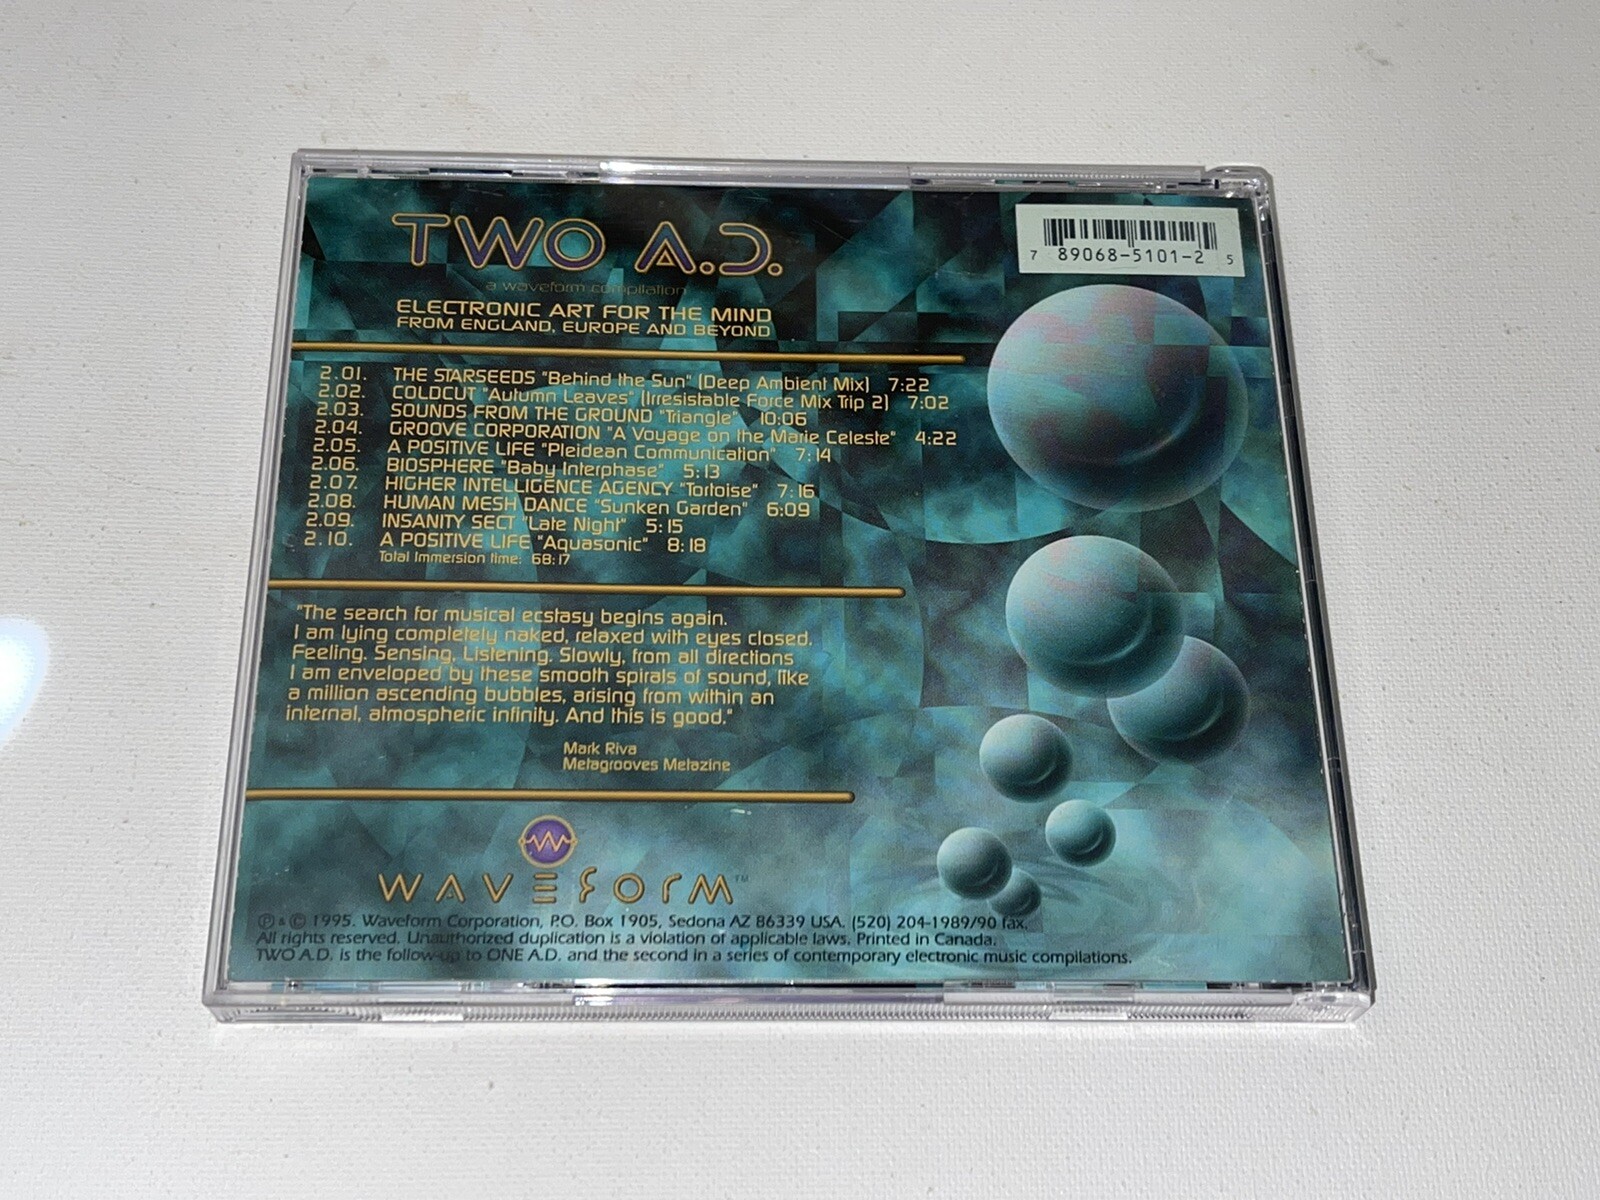 TWO A.D.
a waveform compilation
ELECTRONIC ART FOR THE MIND
FROM ENGLAND, EUROPE AND BEYOND
7 89068-5101-2 5
2.01. THE STARSEEDS "Behind the Sun" (Deep Ambient Mix) 7:22
2.02. COLDCUT "Autumn Leaves" (Irresistable Force Mix Trip 2) 7:02
2.03. SOUNDS FROM THE GROUND "Triangle" 10:06
2.04. GROOVE CORPORATION "A Voyage on the Marie Celeste" 4:22
2.05. A POSITIVE LIFE "Pleidean Communication" 7:14
2.06. BIOSPHERE "Baby Interphase" 5:13
2.07. HIGHER INTELLIGENCE AGENCY "Tortoise" 7:16
2.08. HUMAN MESH DANCE "Sunken Garden" 6:09
2.09. INSANITY SECT "Late Night" 5:15
2.10. A POSITIVE LIFE "Aquasonic" 8:18
Total Immersion time: 68:17
"The search for musical ecstasy begins again.
I am lying completely naked, relaxed with eyes closed.
Feeling. Sensing. Listening. Slowly, from all directions
I am enveloped by these smooth spirals of sound, like
a million ascending bubbles, arising from within an
internal, atmospheric infinity. And this is good."
Mark Riva
Metagrooves Metazine
WAVEFORM™
℗ & © 1995. Waveform Corporation, P.O. Box 1905, Sedona AZ 86339 USA. (520) 204-1989/90 fax.
All rights reserved. Unauthorized duplication is a violation of applicable laws. Printed in Canada.
TWO A.D. is the follow-up to ONE A.D. and the second in a series of contemporary electronic music compilations.